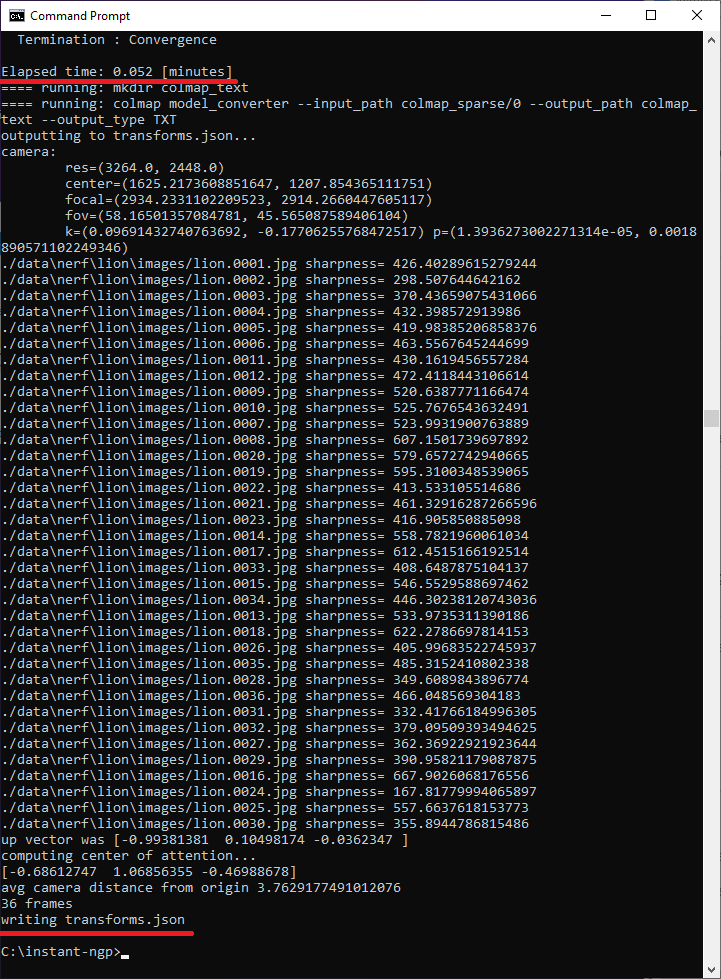 Command Prompt
Termination : Convergence
Elapsed time: 0.052 [minutes]
==== running: mkdir colmap_text
==== running: colmap model_converter --input_path colmap_sparse/0 --output_path colmap_
text --output_type TXT
outputting to transforms.json...
camera:
res=(3264.0, 2448.0)
center=(1625.2173608851647, 1207.854365111751)
focal=(2934.2331102209523, 2914.2660447605117)
fov=(58.16501357084781, 45.565087589406104)
k=(0.09691432740763692, -0.17706255768472517) p=(1.3936273002271314e-05, 0.0018
890571102249346)
./data\nerf\lion\images/lion.0001.jpg sharpness= 426.40289615279244
./data\nerf\lion\images/lion.0002.jpg sharpness= 298.507644642162
./data\nerf\lion\images/lion.0003.jpg sharpness= 370.43659075431066
./data\nerf\lion\images/lion.0004.jpg sharpness= 432.398572913986
./data\nerf\lion\images/lion.0005.jpg sharpness= 419.98385206858376
./data\nerf\lion\images/lion.0006.jpg sharpness= 463.5567645244699
./data\nerf\lion\images/lion.0011.jpg sharpness= 430.1619456557284
./data\nerf\lion\images/lion.0012.jpg sharpness= 472.4118443106614
./data\nerf\lion\images/lion.0009.jpg sharpness= 520.6387771166474
./data\nerf\lion\images/lion.0010.jpg sharpness= 525.7676543632491
./data\nerf\lion\images/lion.0007.jpg sharpness= 523.9931900763889
./data\nerf\lion\images/lion.0008.jpg sharpness= 607.1501739697892
./data\nerf\lion\images/lion.0020.jpg sharpness= 579.6572742940665
./data\nerf\lion\images/lion.0019.jpg sharpness= 595.3100348539065
./data\nerf\lion\images/lion.0022.jpg sharpness= 413.533105514686
./data\nerf\lion\images/lion.0021.jpg sharpness= 461.32916287266596
./data\nerf\lion\images/lion.0023.jpg sharpness= 416.905850885098
./data\nerf\lion\images/lion.0014.jpg sharpness= 558.7821960061034
./data\nerf\lion\images/lion.0017.jpg sharpness= 612.4515166192514
./data\nerf\lion\images/lion.0033.jpg sharpness= 408.6487875104137
./data\nerf\lion\images/lion.0015.jpg sharpness= 546.5529588697462
./data\nerf\lion\images/lion.0034.jpg sharpness= 446.30238120743036
./data\nerf\lion\images/lion.0013.jpg sharpness= 533.9735311390186
./data\nerf\lion\images/lion.0018.jpg sharpness= 622.2786697814153
./data\nerf\lion\images/lion.0026.jpg sharpness= 405.99683522745937
./data\nerf\lion\images/lion.0035.jpg sharpness= 485.3152410802338
./data\nerf\lion\images/lion.0028.jpg sharpness= 349.6089843896774
./data\nerf\lion\images/lion.0036.jpg sharpness= 466.048569304183
./data\nerf\lion\images/lion.0031.jpg sharpness= 332.41766184996305
./data\nerf\lion\images/lion.0032.jpg sharpness= 379.09509393494625
./data\nerf\lion\images/lion.0027.jpg sharpness= 362.36922921923644
./data\nerf\lion\images/lion.0029.jpg sharpness= 390.95821179087875
./data\nerf\lion\images/lion.0016.jpg sharpness= 667.9026068176556
./data\nerf\lion\images/lion.0024.jpg sharpness= 167.81779994065897
./data\nerf\lion\images/lion.0025.jpg sharpness= 557.6637618153773
./data\nerf\lion\images/lion.0030.jpg sharpness= 355.8944786815486
up vector was [-0.99381381  0.10498174 -0.0362347 ]
computing center of attention...
[-0.68612747  1.06856355 -0.46988678]
avg camera distance from origin 3.7629177491012076
36 frames
writing transforms.json
C:\instant-ngp>